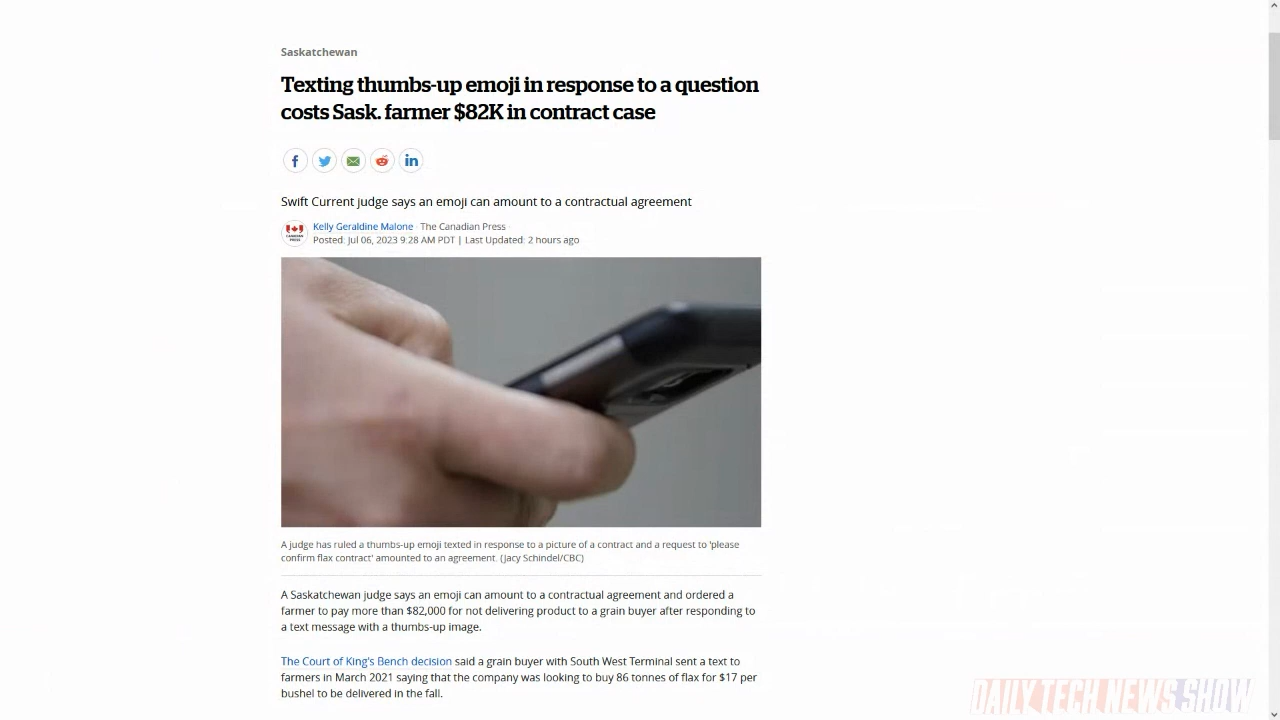 Saskatchewan
Texting thumbs-up emoji in response to a question
costs Sask. farmer $82K in contract case
Swift Current judge says an emoji can amount to a contractual agreement
Kelly Geraldine Malone · The Canadian Press
Posted: Jul 06, 2023 9:28 AM PDT | Last Updated: 2 hours ago
A judge has ruled a thumbs-up emoji texted in response to a picture of a contract and a request to 'please
confirm flax contract' amounted to an agreement. (Jacy Schindel/CBC)
A Saskatchewan judge says an emoji can amount to a contractual agreement and ordered a
farmer to pay more than $82,000 for not delivering product to a grain buyer after responding to
a text message with a thumbs-up image.
The Court of King's Bench decision said a grain buyer with South West Terminal sent a text to
farmers in March 2021 saying that the company was looking to buy 86 tonnes of flax for $17 per
bushel to be delivered in the fall.
DAILY TECH NEWS SHOW